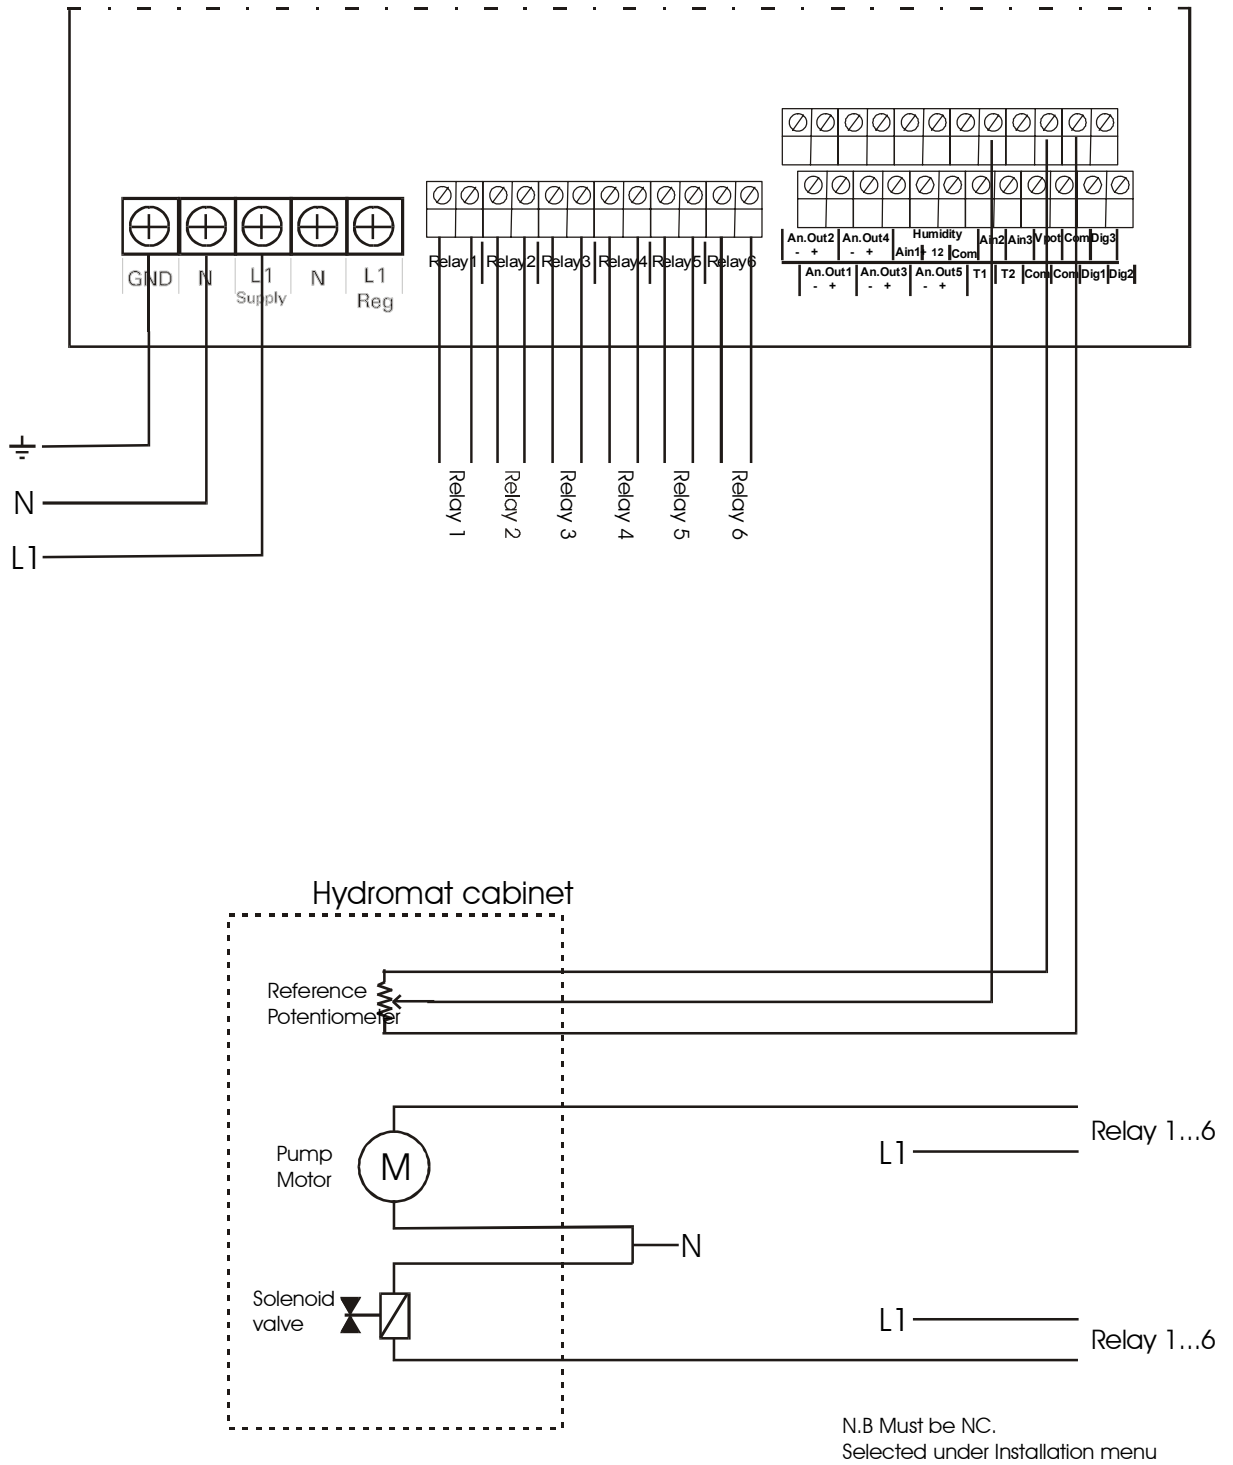 An.Out2 An.Out4 Humidity Ain2 Ain3 Vpot Com Dig3
- + - + Ain1 + 12 Com
An.Out1 An.Out3 An.Out5 T1 T2 Com Com Dig1 Dig2
- + - + - +
GND N L1 N L1
Supply Reg
Relay1 Relay2 Relay3 Relay4 Relay5 Relay6
N
L1
Relay 1
Relay 2
Relay 3
Relay 4
Relay 5
Relay 6
Hydromat cabinet
Reference
Potentiometer
Pump
Motor
M
L1
Relay 1...6
N
Solenoid
valve
L1
Relay 1...6
N.B Must be NC.
Selected under Installation menu